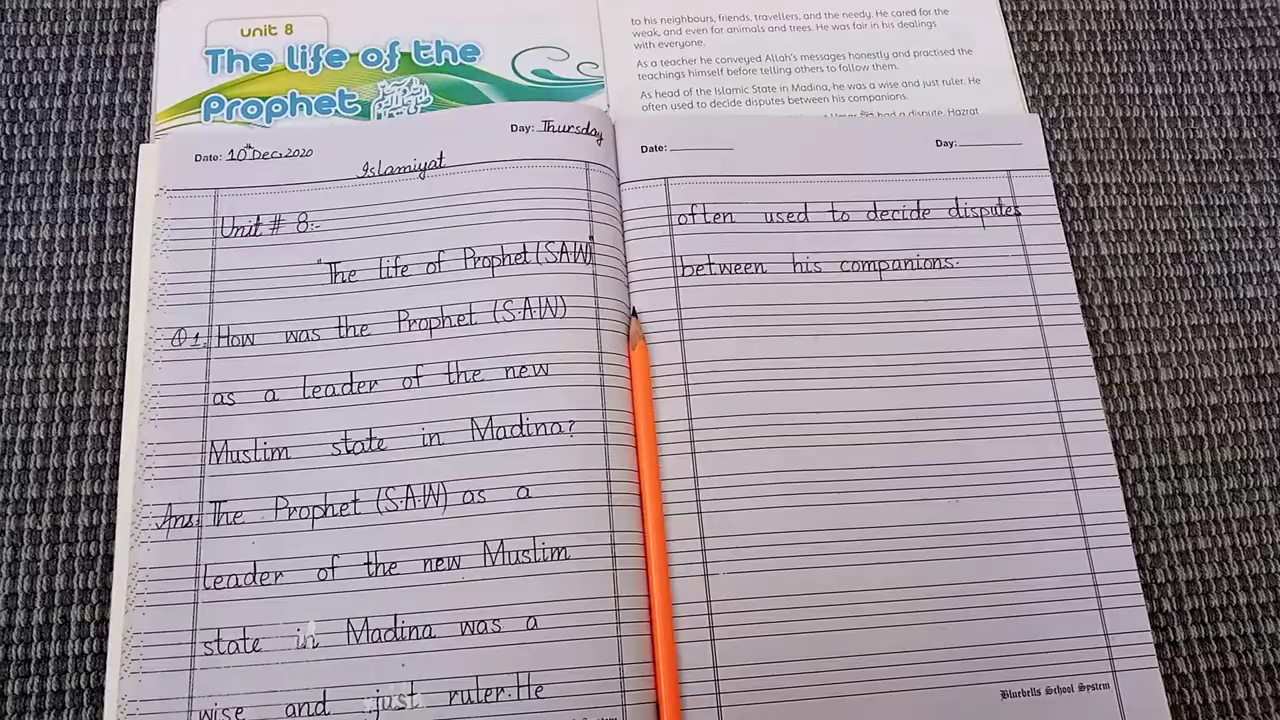 unit 8
The life of the
Prophet
to his neighbours, friends, travellers, and the needy. He cared for the
weak, and even for animals and trees. He was fair in his dealings
with everyone.
As a teacher he conveyed Allah's messages honestly and practised the
teachings himself before telling others to follow them.
As head of the Islamic State in Madina, he was a wise and just ruler. He
often used to decide disputes between his companions.
had a dispute. Hazrat
Day: Thursday
Date: 10th Dec, 2020
Islamiyat
Unit # 8:-
"The life of Prophet (S.A.W)"
Q1. How was the Prophet (S.A.W)
as a leader of the new
Muslim state in Madina?
Ans. The Prophet (S.A.W) as a
leader of the new Muslim
state in Madina was a
wise and just ruler. He
Date:
Day:
often used to decide disputes
between his companions.
Bluebells School System